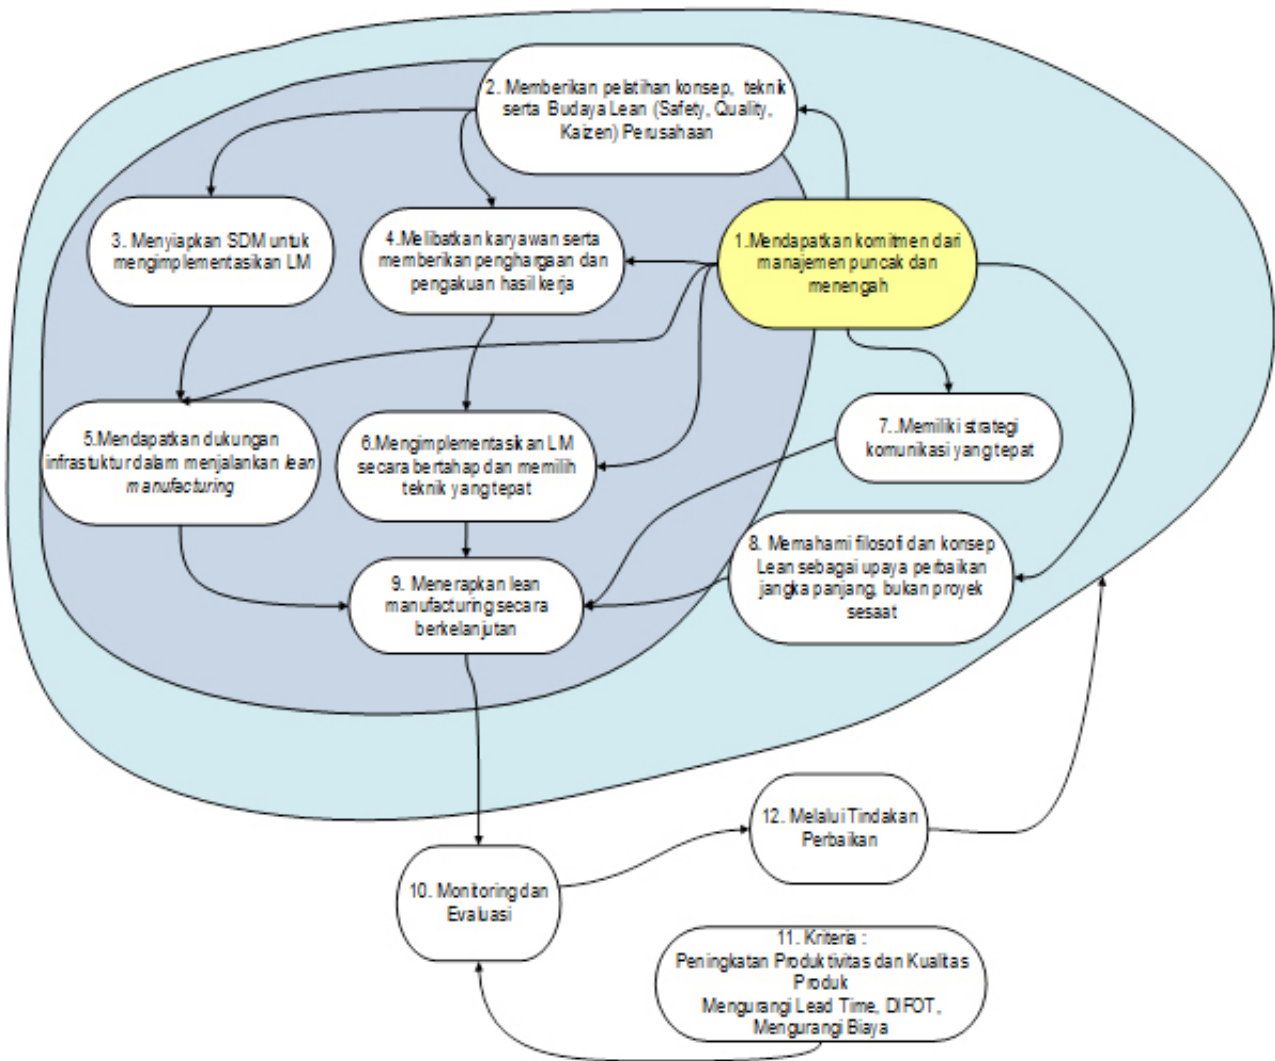 2. Memberikan pelatihan konsep, teknik
serta Budaya Lean (Safety, Quality,
Kaizen) Perusahaan
3. Menyiapkan SDM untuk
mengimplementasikan LM
4.Melibatkan karyawan serta
memberikan penghargaan dan
pengakuan hasil kerja
1.Mendapatkan komitmen dari
manajemen puncak dan
menengah
5.Mendapatkan dukungan
infrastuktur dalam menjalankan lean
manufacturing
6.Mengimplementasikan LM
secara bertahap dan memilih
teknik yang tepat
7..Memiliki strategi
komunikasi yang tepat
8. Memahami filosofi dan konsep
Lean sebagai upaya perbaikan
jangka panjang, bukan proyek
sesaat
9. Menerapkan lean
manufacturing secara
berkelanjutan
12. Melalui Tindakan
Perbaikan
10. Monitoring dan
Evaluasi
11. Kriteria :
Peningkatan Produktivitas dan Kualitas
Produk
Mengurangi Lead Time, DIFOT,
Mengurangi Biaya